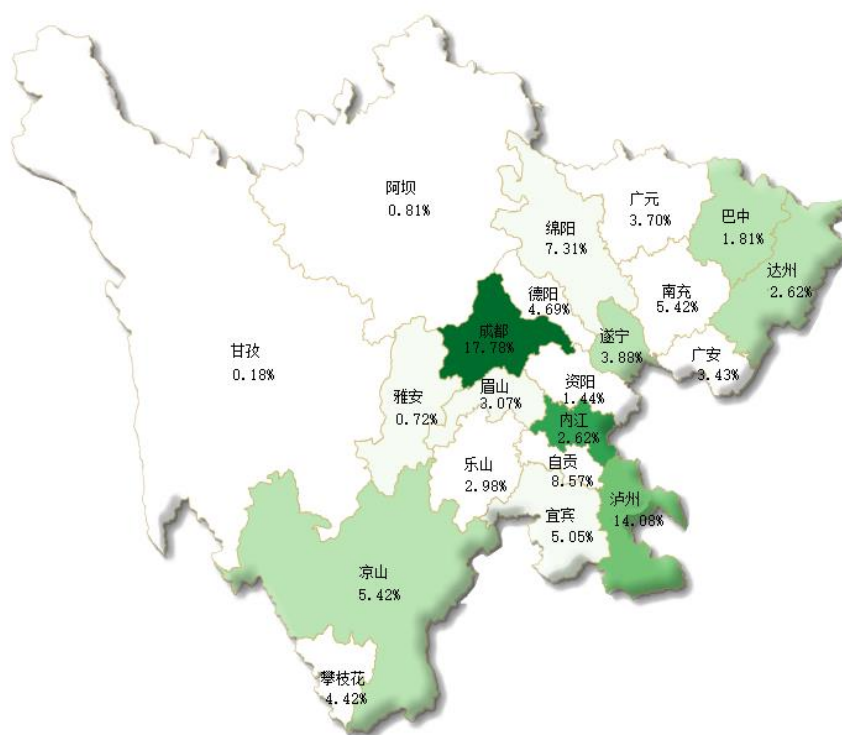 阿坝
0.81%
广元
3.70%
巴中
1.81%
绵阳
7.31%
达州
2.62%
德阳
4.69%
南充
5.42%
成都
17.78%
遂宁
3.88%
甘孜
0.18%
广安
3.43%
资阳
1.44%
眉山
3.07%
雅安
0.72%
内江
2.62%
乐山
2.98%
自贡
8.57%
泸州
14.08%
宜宾
5.05%
凉山
5.42%
攀枝花
4.42%